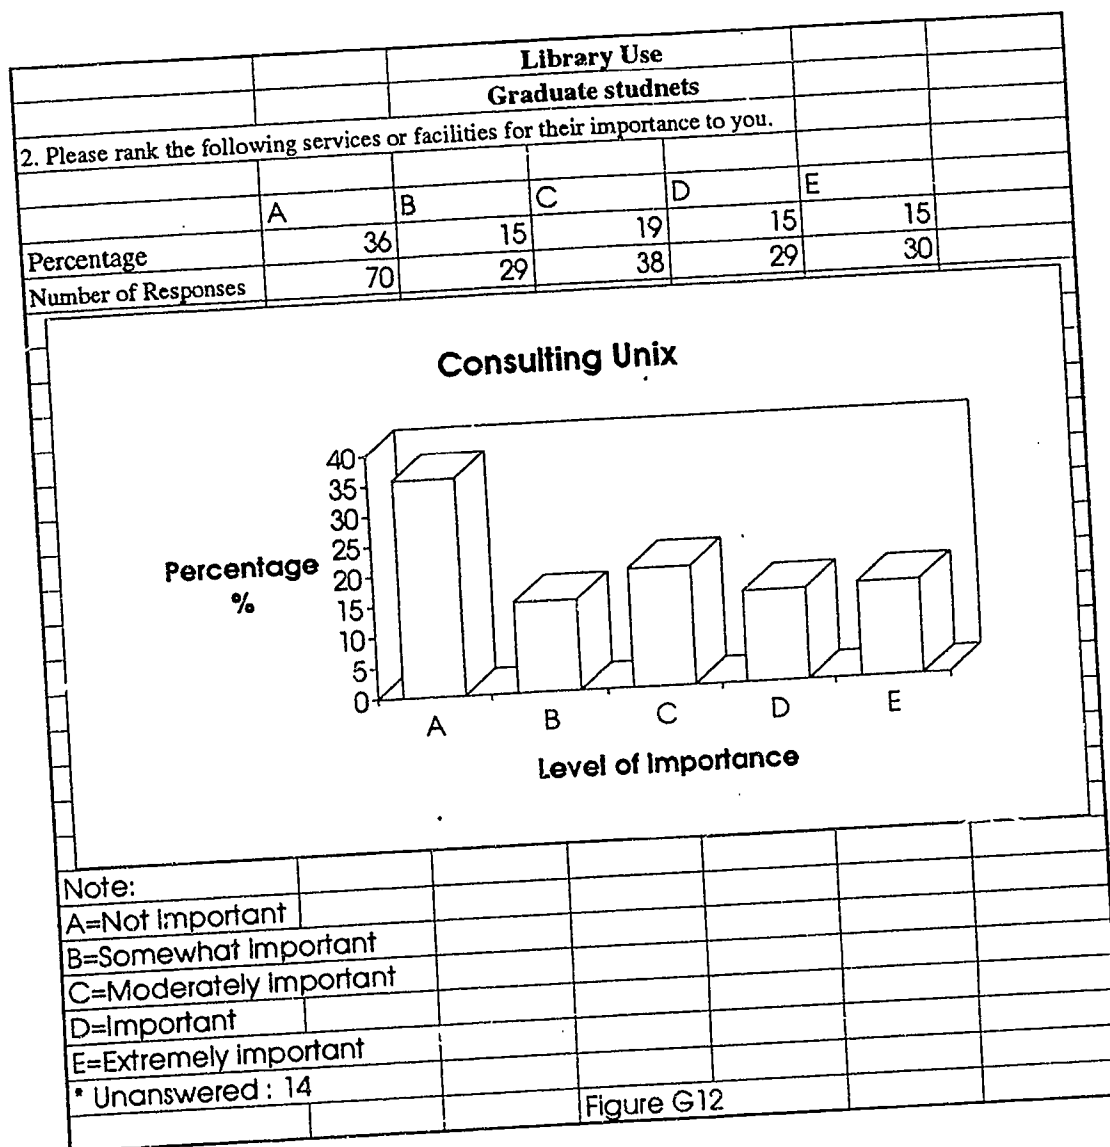 Library Use
Graduate studnets
2. Please rank the following services or facilities for their importance to you.
A B C D E
Percentage 36 15 19 15 15
Number of Responses 70 29 38 29 30
Consulting Unix
40
35
30
25
20
15
10
5
0
Percentage
%
A B C D E
Level of Importance
Note:
A=Not Important
B=Somewhat Important
C=Moderately Important
D=Important
E=Extremely important
* Unanswered : 14
Figure G12